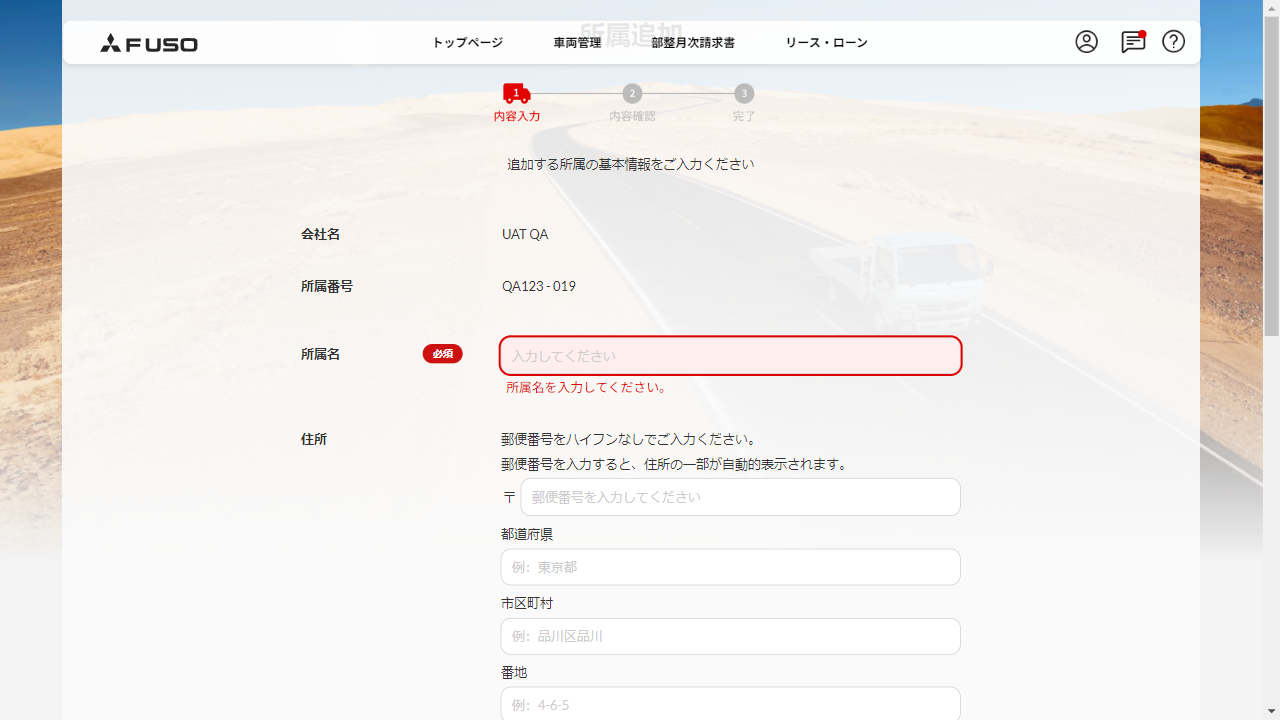 所属追加
FUSO
トップページ
車両管理
部整月次請求書
リース・ローン
1
2
3
内容入力
内容確認
完了
追加する所属の基本情報をご入力ください
会社名
UAT QA
所属番号
QA123 - 019
所属名
必須
入力してください
所属名を入力してください。
住所
郵便番号をハイフンなしでご入力ください。
郵便番号を入力すると、住所の一部が自動的表示されます。
〒
郵便番号を入力してください
都道府県
例：東京都
市区町村
例：品川区品川
番地
例：4-6-5